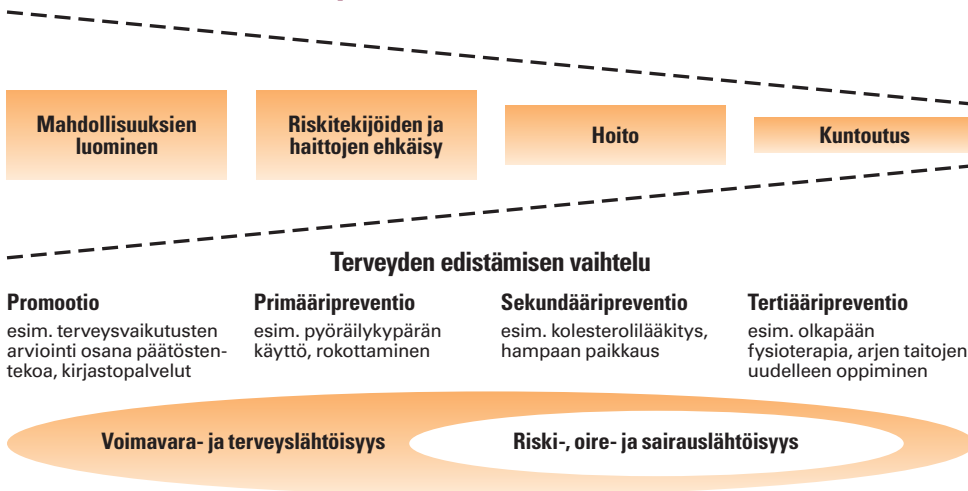 Mahdollisuuksien
luominen
Riskitekijöiden ja
haittojen ehkäisy
Hoito
Kuntoutus
Terveyden edistämisen vaihtelu
Promootio
esim. terveysvaikutusten
arviointi osana päätösten-
tekoa, kirjastopalvelut
Primääripreventio
esim. pyöräilykypärän
käyttö, rokottaminen
Sekundääripreventio
esim. kolesterolilääkitys,
hampaan paikkaus
Tertiääripreventio
esim. olkapään
fysioterapia, arjen taitojen
uudelleen oppiminen
Voimavara- ja terveyslähtöisyys
Riski-, oire- ja sairauslähtöisyys